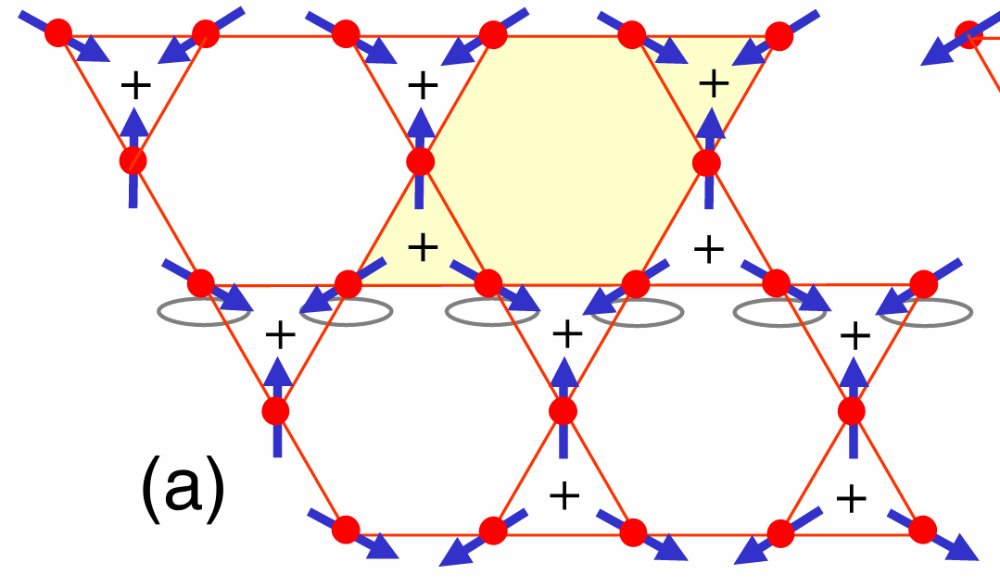 + + +
+ +
+ + +
(a)
+ +